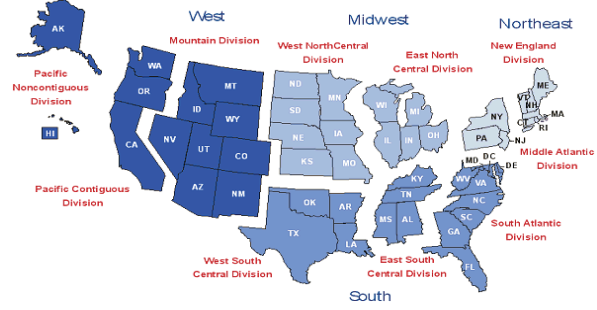 West
Midwest
Northeast
Mountain Division
West NorthCentral
Division
East North
Central Division
New England
Division
Pacific
Noncontiguous
Division
Pacific Contiguous
Division
Middle Atlantic
Division
South Atlantic
Division
West South
Central Division
East South
Central Division
South
AK
HI
WA
OR
CA
MT
ID
WY
NV
UT
CO
AZ
NM
ND
SD
NE
KS
MN
IA
MO
WI
MI
IL
IN
OH
NY
PA
NJ
ME
VT
NH
MA
CT
RI
OK
AR
TX
LA
KY
TN
MS
AL
MD
DC
DE
WV
VA
NC
SC
GA
FL